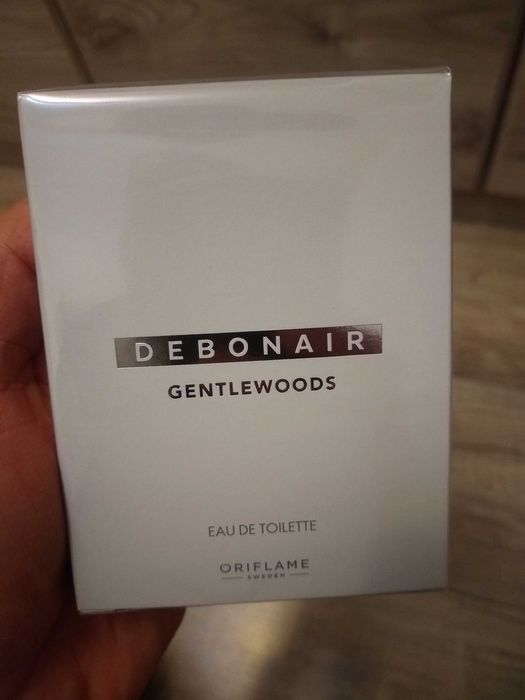 DEBONAIR
GENTLEWOODS
EAU DE TOILETTE
ORIFLAME
SWEDEN